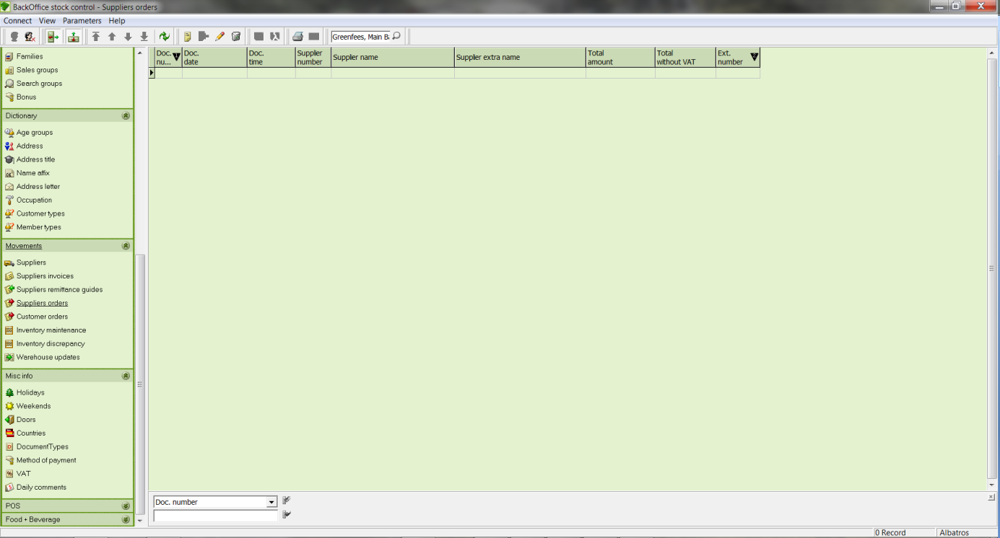 BackOffice stock control - Suppliers orders
Connect View Parameters Help
Greenfees, Main B
Families
Sales groups
Search groups
Bonus
Dictionary
Age groups
Address
Address title
Name affix
Address letter
Occupation
Customer types
Member types
Movements
Suppliers
Suppliers invoices
Suppliers remittance guides
Suppliers orders
Customer orders
Inventory maintenance
Inventory discrepancy
Warehouse updates
Misc info
Holidays
Weekends
Doors
Countries
DocumentTypes
Method of payment
VAT
Daily comments
POS
Food + Beverage
Doc. nu...
Doc. date
Doc. time
Supplier number
Supplier name
Supplier extra name
Total amount
Total without VAT
Ext. number
Doc. number
0 Record
Albatros